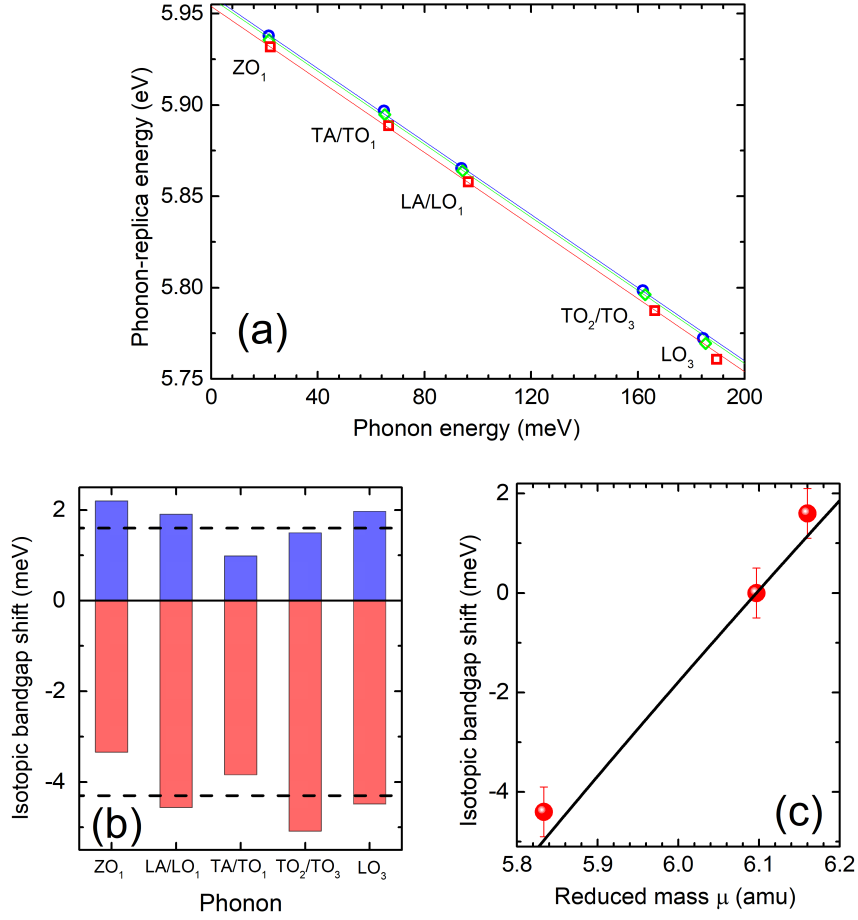 5.95
5.90
5.85
5.80
5.75
Phonon-replica energy (eV)
ZO₁
TA/TO₁
LA/LO₁
TO₂/TO₃
LO₃
(a)
0 40 80 120 160 200
Phonon energy (meV)
2
0
-2
-4
Isotopic bandgap shift (meV)
(b)
ZO₁ LA/LO₁ TA/TO₁ TO₂/TO₃ LO₃
Phonon
2
0
-2
-4
Isotopic bandgap shift (meV)
(c)
5.8 5.9 6.0 6.1 6.2
Reduced mass μ (amu)